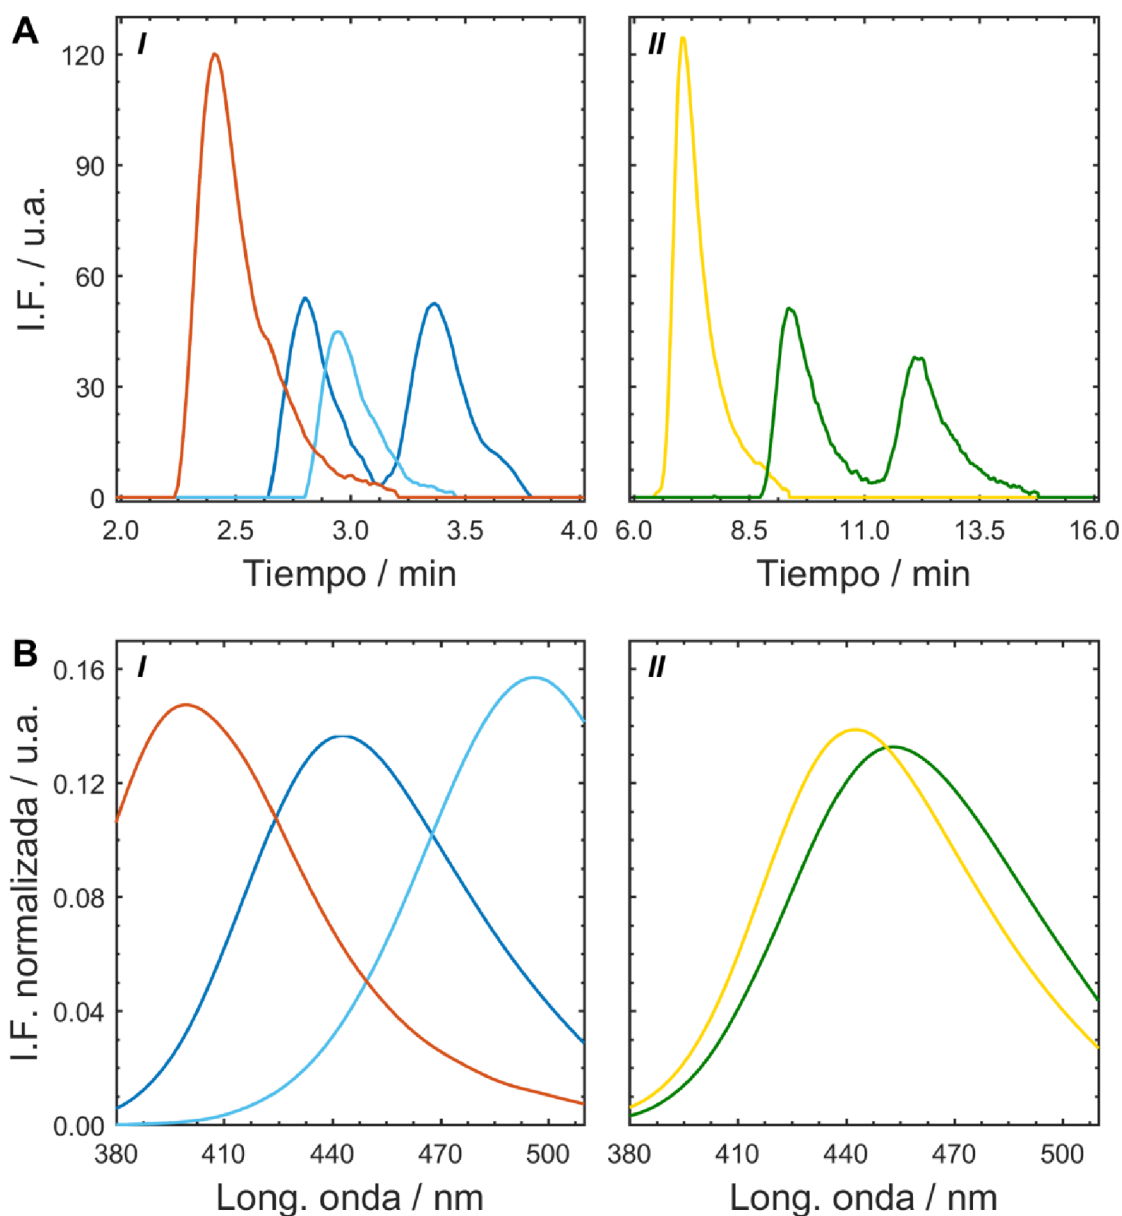 A
I
II
120
90
60
30
0
I.F. / u.a.
2.0 2.5 3.0 3.5 4.0
6.0 8.5 11.0 13.5 16.0
Tiempo / min
Tiempo / min
B
I
II
0.16
0.12
0.08
0.04
0.00
I.F. normalizada / u.a.
380 410 440 470 500
380 410 440 470 500
Long. onda / nm
Long. onda / nm